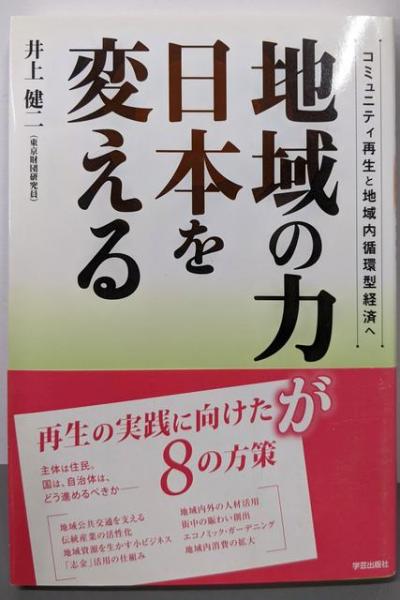 コミュニティ再生と地域内循環型経済へ
地域の力が
日本を
変える
井上 健二
（東京財団研究員）
再生の実践に向けた
8の方策
主体は住民。
国は、自治体は、
どう進めるべきか
地域公共交通を支える
伝統産業の活性化
地域資源を生かす小ビジネス
「志金」活用の仕組み
地域内外の人材活用
街中の賑わい創出
エコノミック・ガーデニング
地域内消費の拡大
学芸出版社